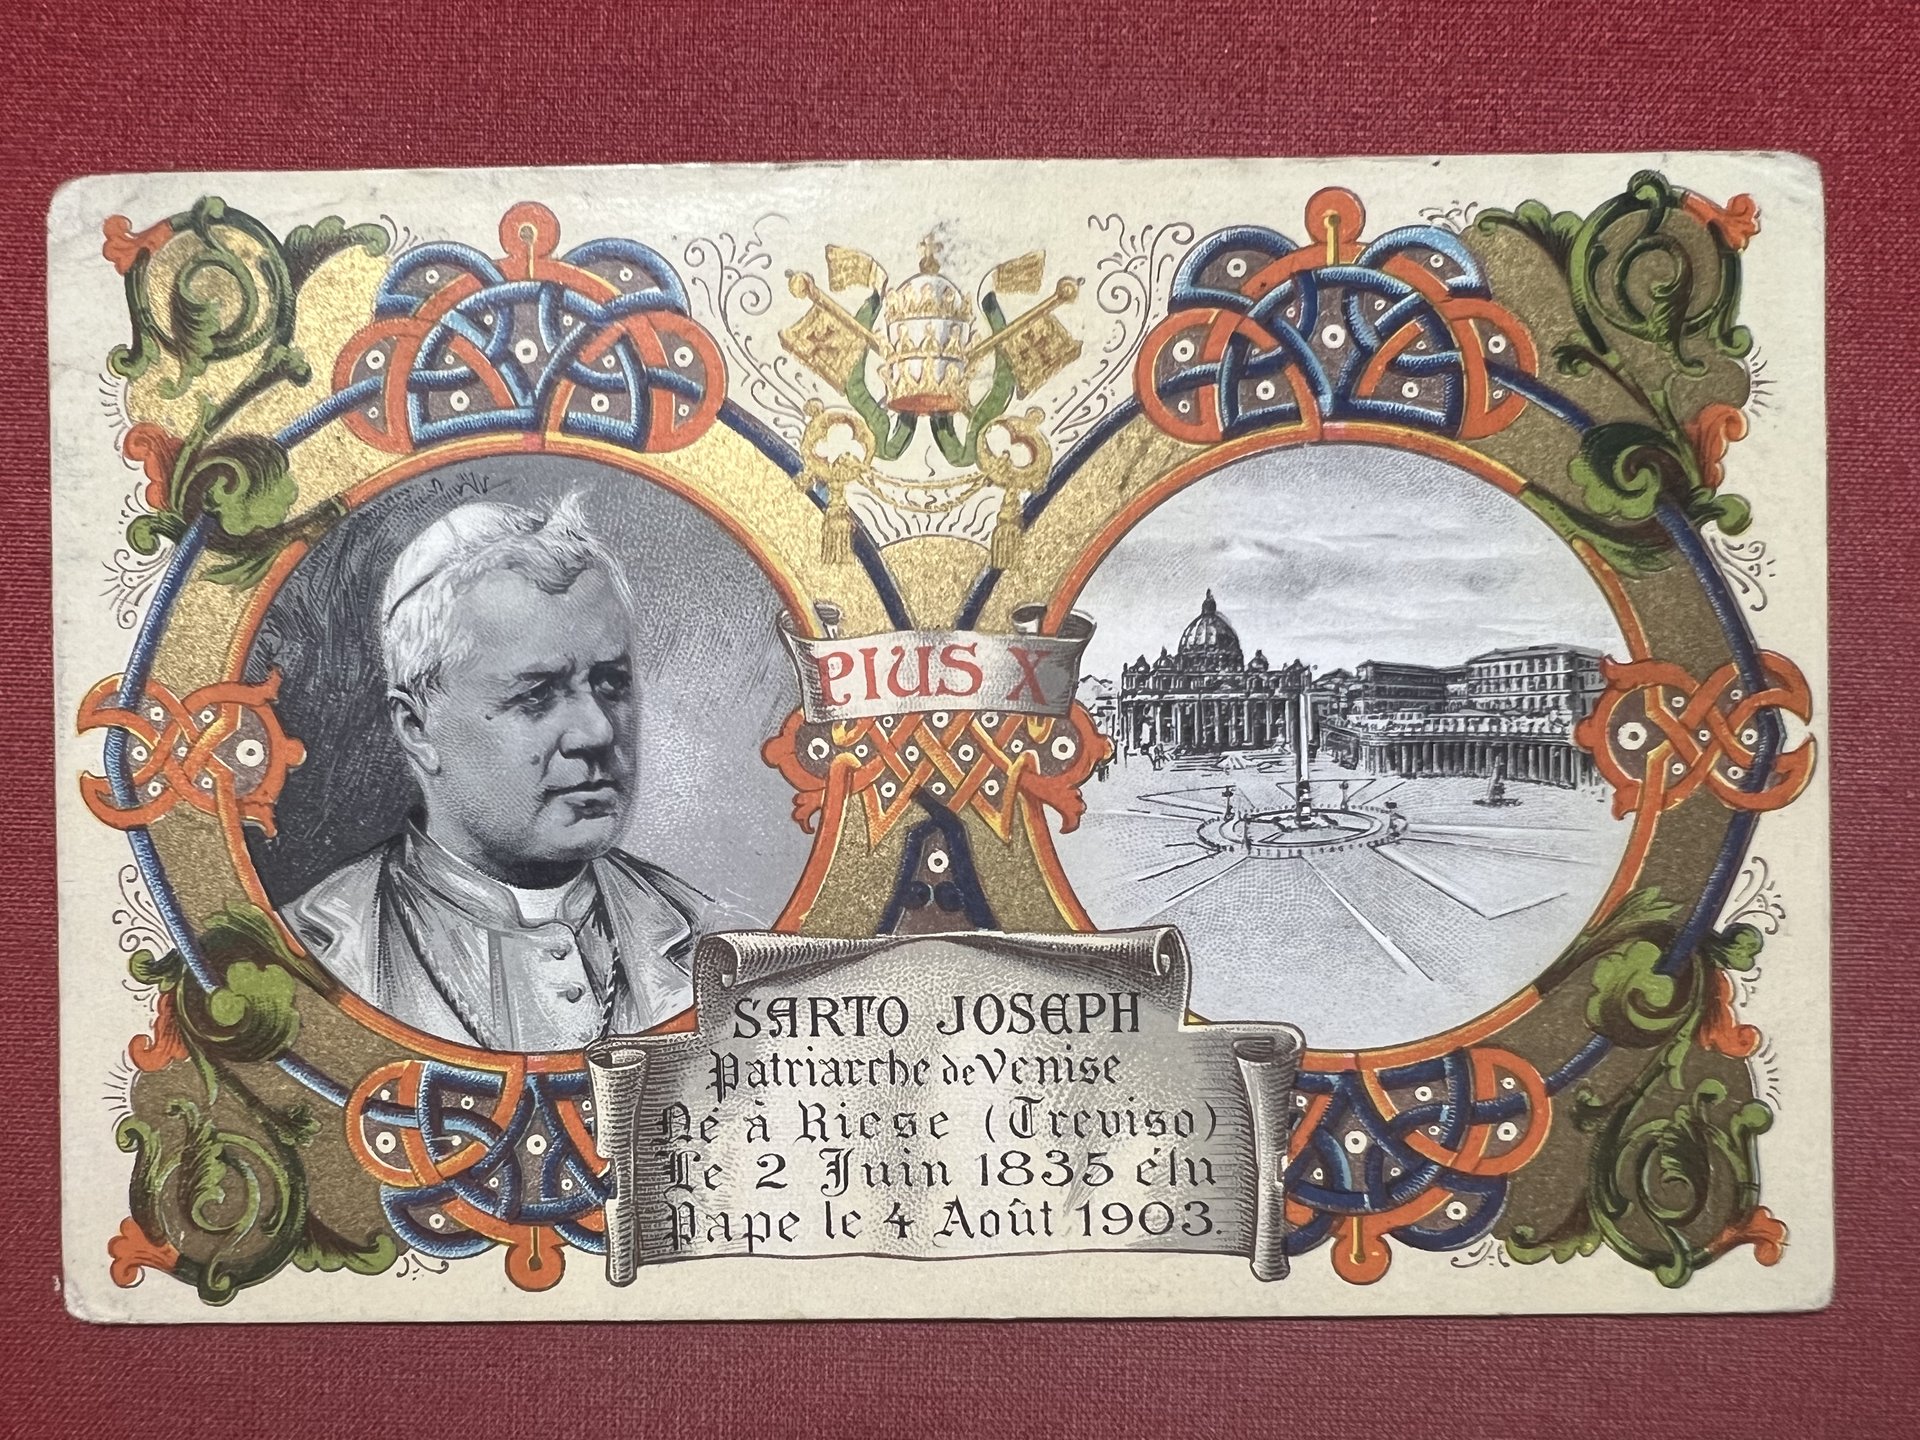 PIUS X
SARTO JOSEPH
Patriarche de Venise
Né à Riese (Treviso)
Le 2 Juin 1835 élu
Pape le 4 Août 1903.